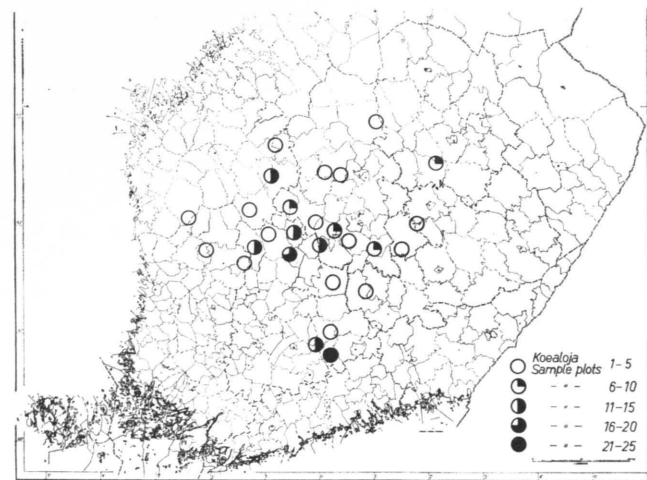 Koealoja
Sample plots 1-5
- " - 6-10
- " - 11-15
- " - 16-20
- " - 21-25